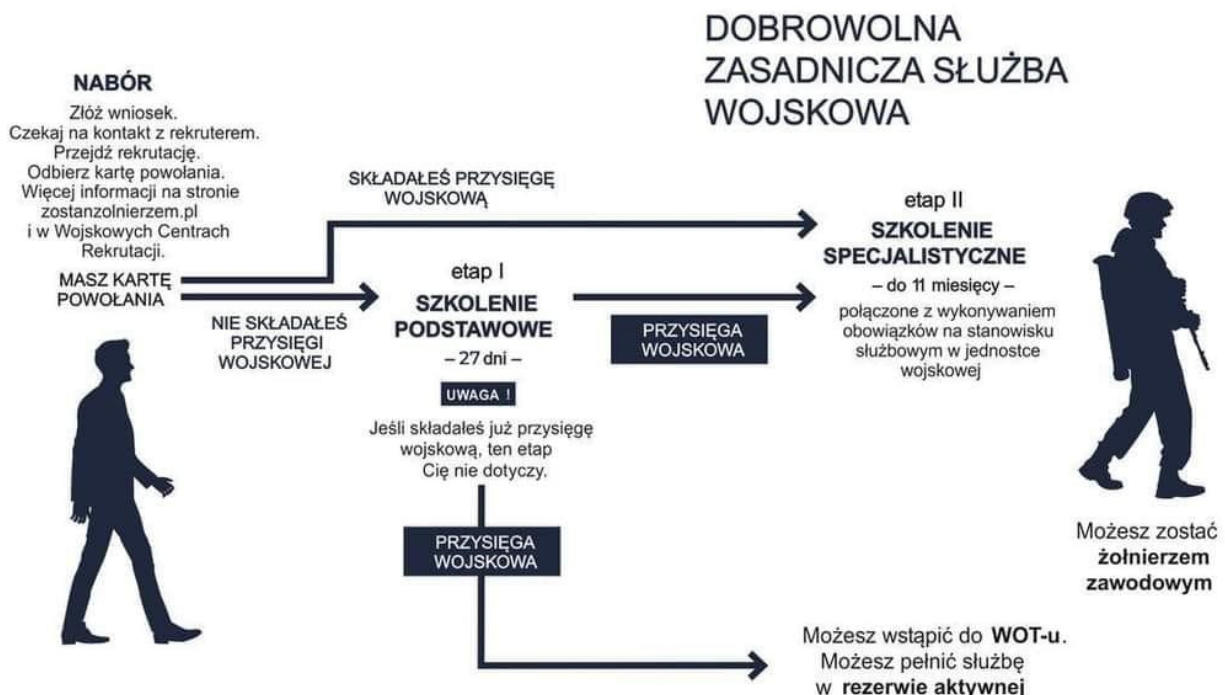 DOBROWOLNA
ZASADNICZA SŁUŻBA
WOJSKOWA
NABÓR
Złóż wniosek.
Czekaj na kontakt z rekruterem.
Przejdź rekrutację.
Odbierz kartę powołania.
Więcej informacji na stronie
zostanzolnierzem.pl
i w Wojskowych Centrach
Rekrutacji.
MASZ KARTĘ
POWOŁANIA
SKŁADAŁEŚ PRZYSIĘGĘ
WOJSKOWĄ
NIE SKŁADAŁEŚ
PRZYSIĘGI
WOJSKOWEJ
etap I
SZKOLENIE
PODSTAWOWE
– 27 dni –
UWAGA !
Jeśli składałeś już przysięgę
wojskową, ten etap
Cię nie dotyczy.
PRZYSIĘGA
WOJSKOWA
etap II
SZKOLENIE
SPECJALISTYCZNE
– do 11 miesięcy –
połączone z wykonywaniem
obowiązków na stanowisku
służbowym w jednostce
wojskowej
PRZYSIĘGA
WOJSKOWA
Możesz zostać
żołnierzem
zawodowym
Możesz wstąpić do WOT-u.
Możesz pełnić służbę
w rezerwie aktywnej